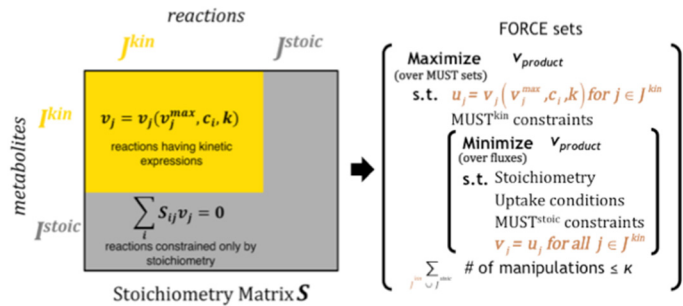 reactions
J^kin J^stoic
metabolites
I^kin
I^stoic
v_j = v_j(v_j^max, c_i, k)
reactions having kinetic
expressions
∑_i S_ij v_j = 0
reactions constrained only by
stoichiometry
Stoichiometry Matrix S
FORCE sets
Maximize v_product
(over MUST sets)
s.t. u_j = v_j(v_j^max, c_i, k) for j ∈ J^kin
MUST^kin constraints
Minimize v_product
(over fluxes)
s.t. Stoichiometry
Uptake conditions
MUST^stoic constraints
v_j = u_j for all j ∈ J^kin
∑_{J^kin ∪ J^stoic} # of manipulations ≤ κ